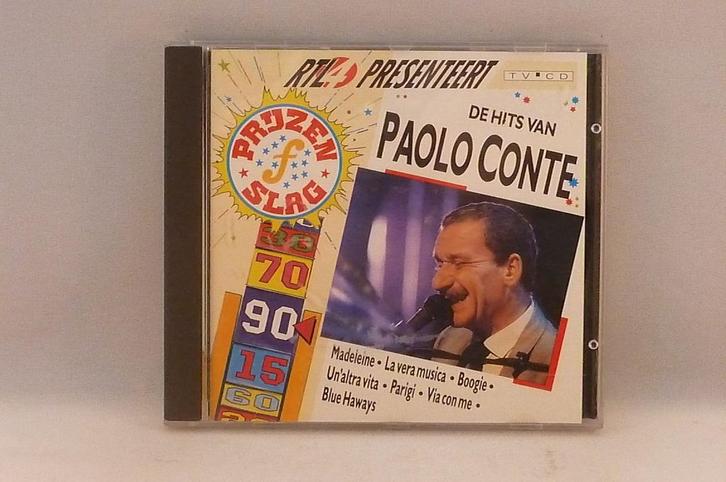 RTL4 PRESENTEERT
TV CD
DE HITS VAN
PAOLO CONTE
PRIJZEN
f
SLAG
70
90
15
60
Madeleine • La vera musica • Boogie •
Un'altra vita • Parigi • Via con me •
Blue Haways